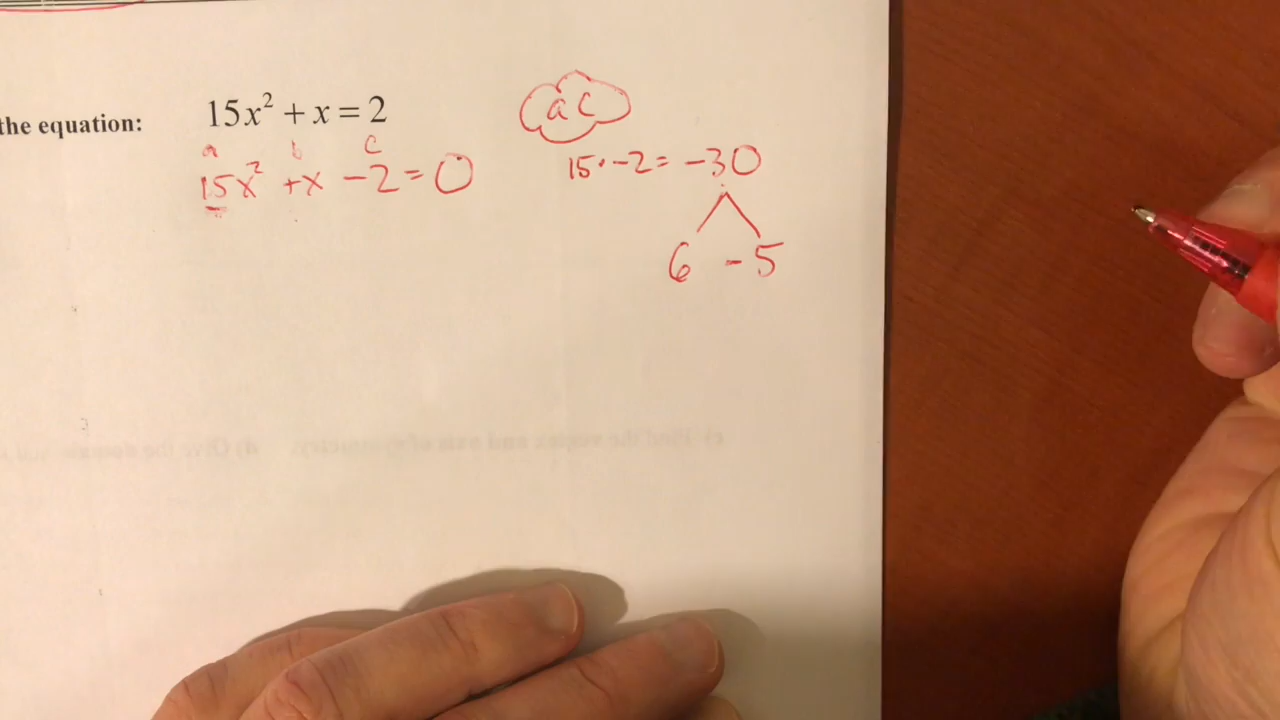 the equation: 15x² + x = 2
a b c
15x² +x -2 = 0
ac
15 · -2 = -30
6 -5